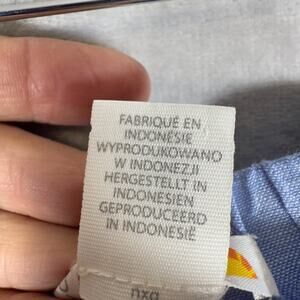 FABRIQUÉ EN
INDONÉSIE
WYPRODUKOWANO
W INDONEZJI
HERGESTELLT IN
INDONESIEN
GEPRODUCEERD
IN INDONESIË